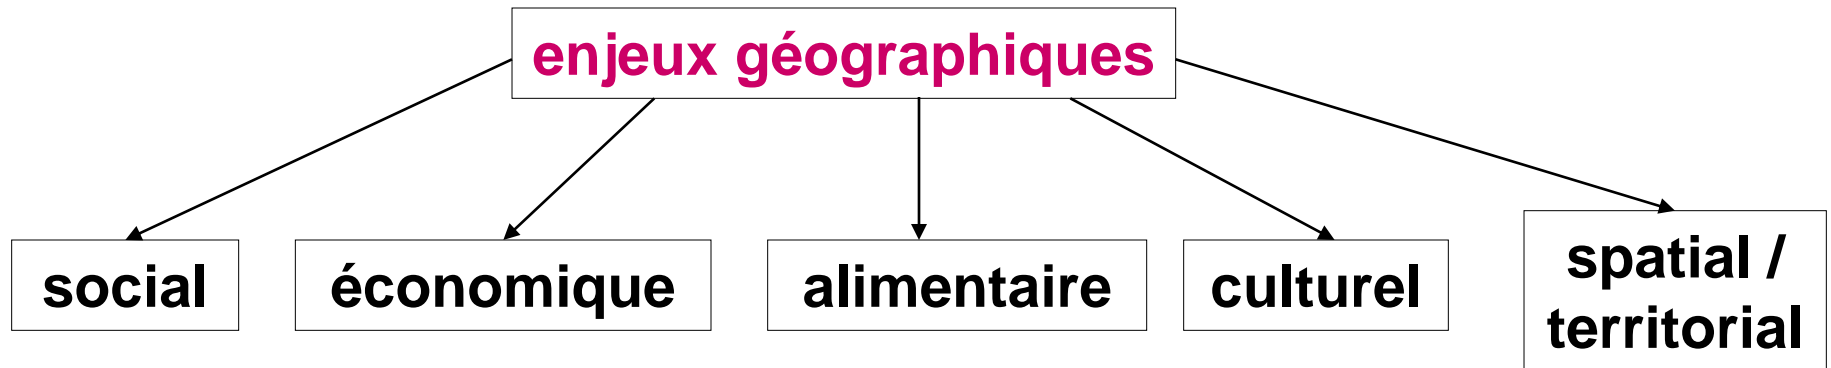 enjeux géographiques
social
économique
alimentaire
culturel
spatial /
territorial